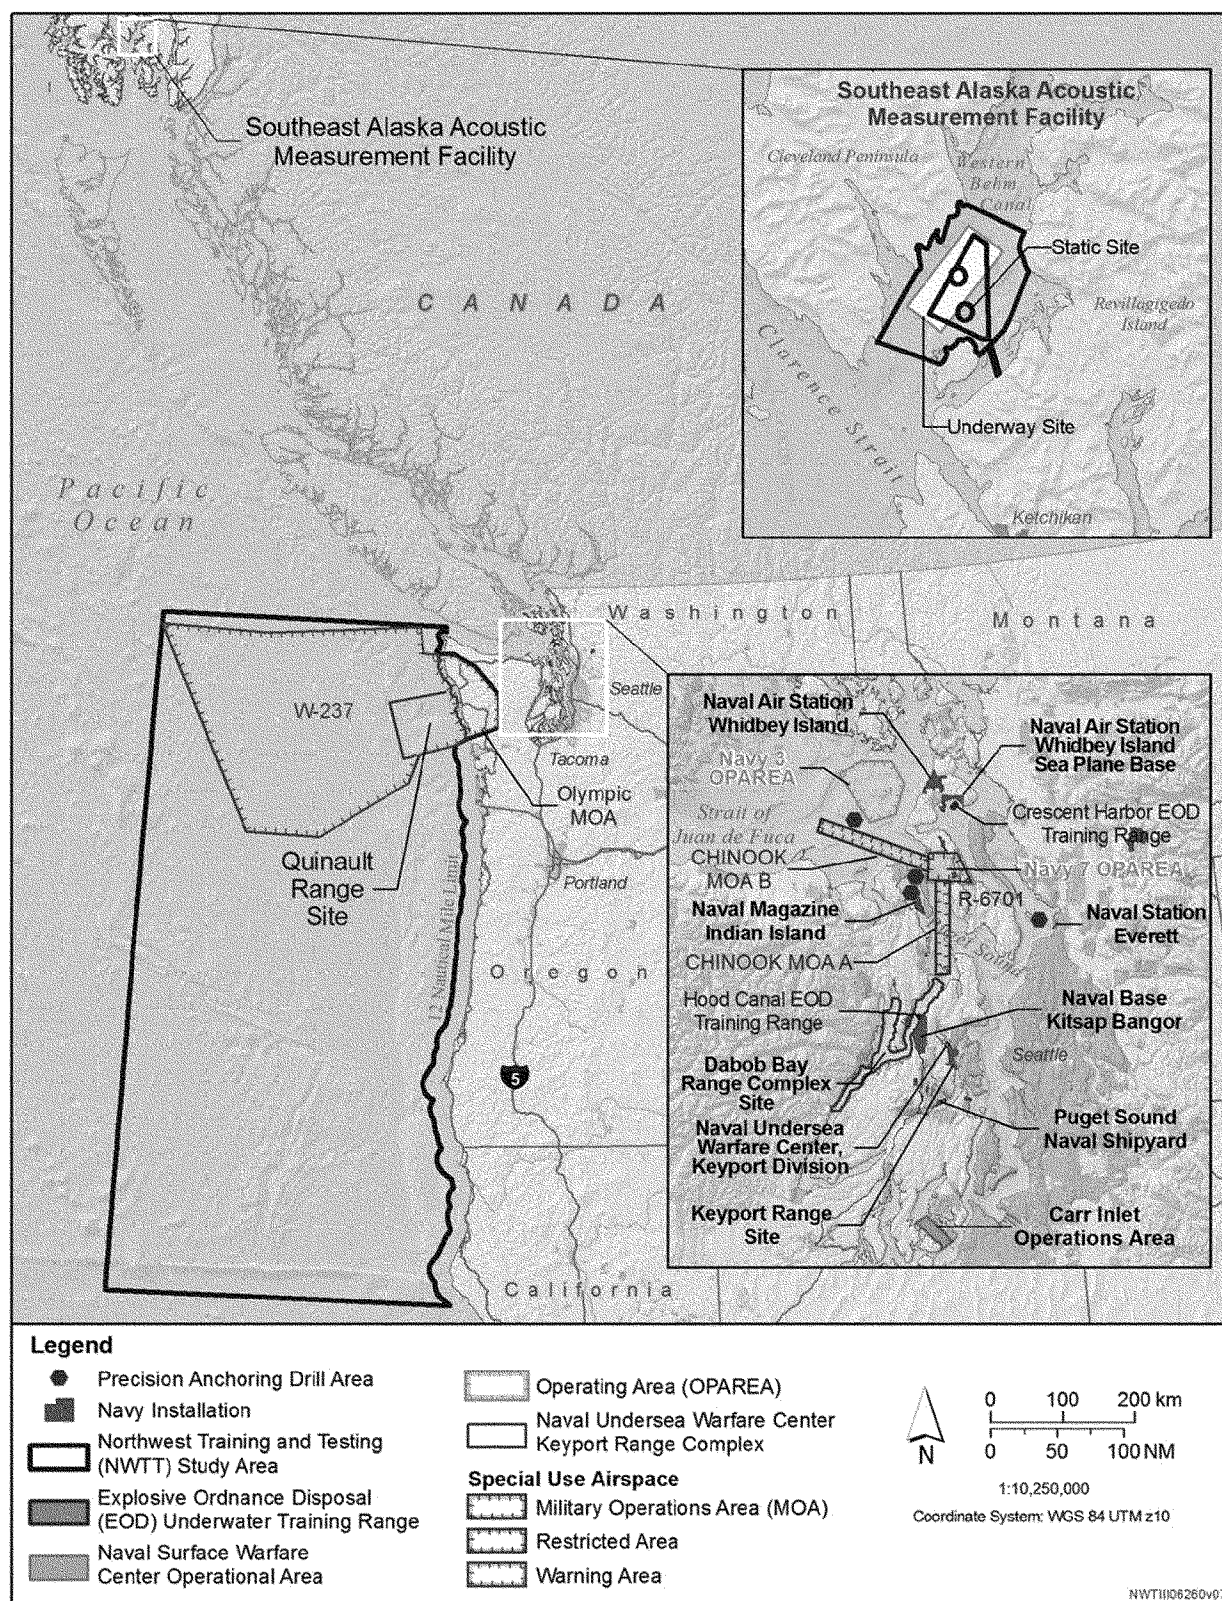 Southeast Alaska Acoustic
Measurement Facility
Southeast Alaska Acoustic
Measurement Facility
Cleveland Peninsula
Western
Behm
Canal
Static Site
Revillagigedo
Island
Clarence Strait
Underway Site
Ketchikan
CANADA
Pacific
Ocean
Washington
Montana
Seattle
W-237
Tacoma
Olympic
MOA
Quinault
Range
Site
Portland
12 Nautical Mile Limit
Oregon
5
California
Naval Air Station
Whidbey Island
Naval Air Station
Whidbey Island
Sea Plane Base
Navy 3
OPAREA
Strait of
Juan de Fuca
Crescent Harbor EOD
Training Range
CHINOOK
MOA B
Navy 7 OPAREA
R-6701
Naval Magazine
Indian Island
Naval Station
Everett
CHINOOK MOA A
Puget Sound
Hood Canal EOD
Training Range
Naval Base
Kitsap Bangor
Seattle
Dabob Bay
Range Complex
Site
Puget Sound
Naval Shipyard
Naval Undersea
Warfare Center,
Keyport Division
Keyport Range
Site
Carr Inlet
Operations Area
Legend
Precision Anchoring Drill Area
Navy Installation
Northwest Training and Testing
(NWTT) Study Area
Explosive Ordnance Disposal
(EOD) Underwater Training Range
Naval Surface Warfare
Center Operational Area
Operating Area (OPAREA)
Naval Undersea Warfare Center
Keyport Range Complex
Special Use Airspace
Military Operations Area (MOA)
Restricted Area
Warning Area
N
0 100 200 km
0 50 100 NM
1:10,250,000
Coordinate System: WGS 84 UTM z10